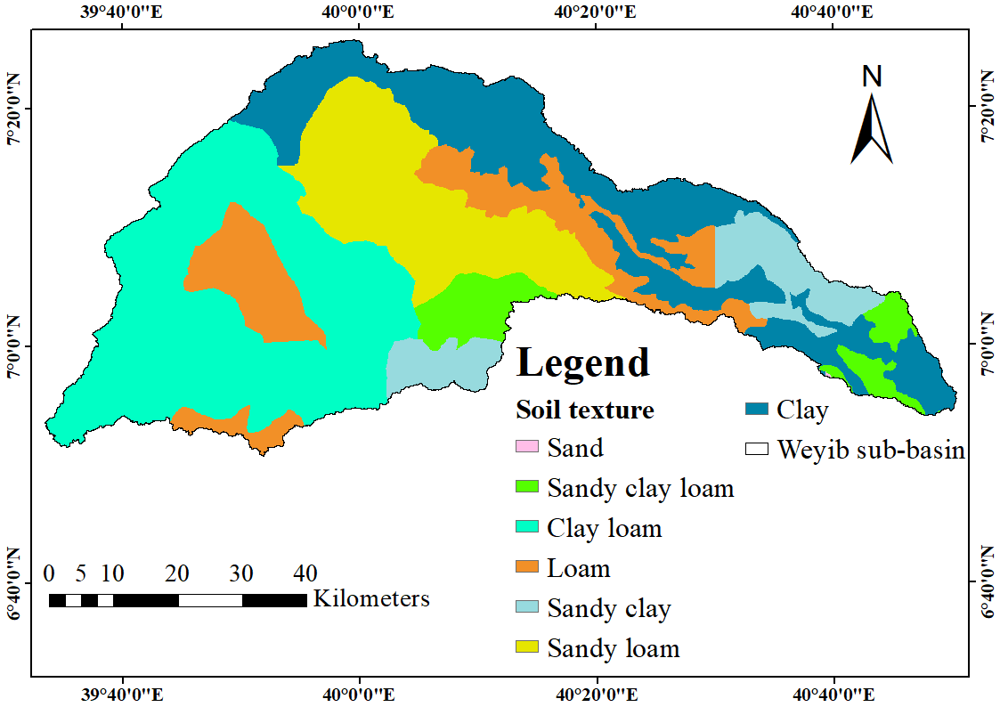 39°40'0"E 40°0'0"E 40°20'0"E 40°40'0"E
7°20'0"N
7°20'0"N
N
7°0'0"N
7°0'0"N
Legend
Soil texture
Sand
Sandy clay loam
Clay loam
Loam
Sandy clay
Sandy loam
Clay
Weyib sub-basin
0 5 10 20 30 40
Kilometers
6°40'0"N
6°40'0"N
39°40'0"E 40°0'0"E 40°20'0"E 40°40'0"E